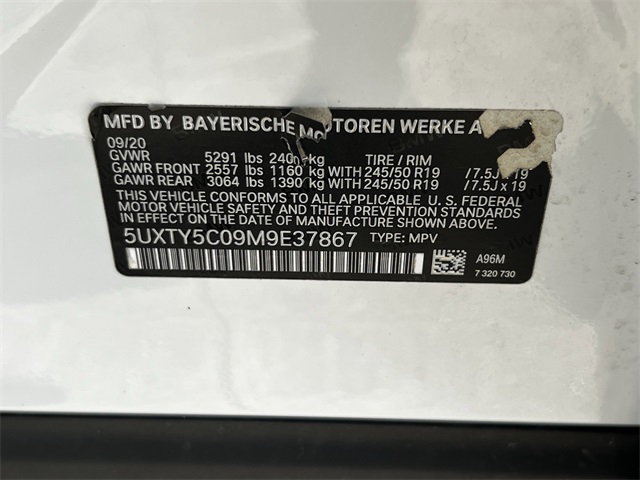 MFD BY BAYERISCHE MOTOREN WERKE A
09/20
GVWR 5291 lbs 2400 kg TIRE / RIM
GAWR FRONT 2557 lbs 1160 kg WITH 245/50 R19 /7.5J x 19
GAWR REAR 3064 lbs 1390 kg WITH 245/50 R19 /7.5J x 19
THIS VEHICLE CONFORMS TO ALL APPLICABLE U. S. FEDERAL
MOTOR VEHICLE SAFETY, BUMPER, AND THEFT PREVENTION
STANDARDS IN EFFECT ON THE DATE OF MANUFACTURE SHOWN ABOVE.
5UXTY5C09M9E37867 TYPE: MPV
A96M
7 320 730